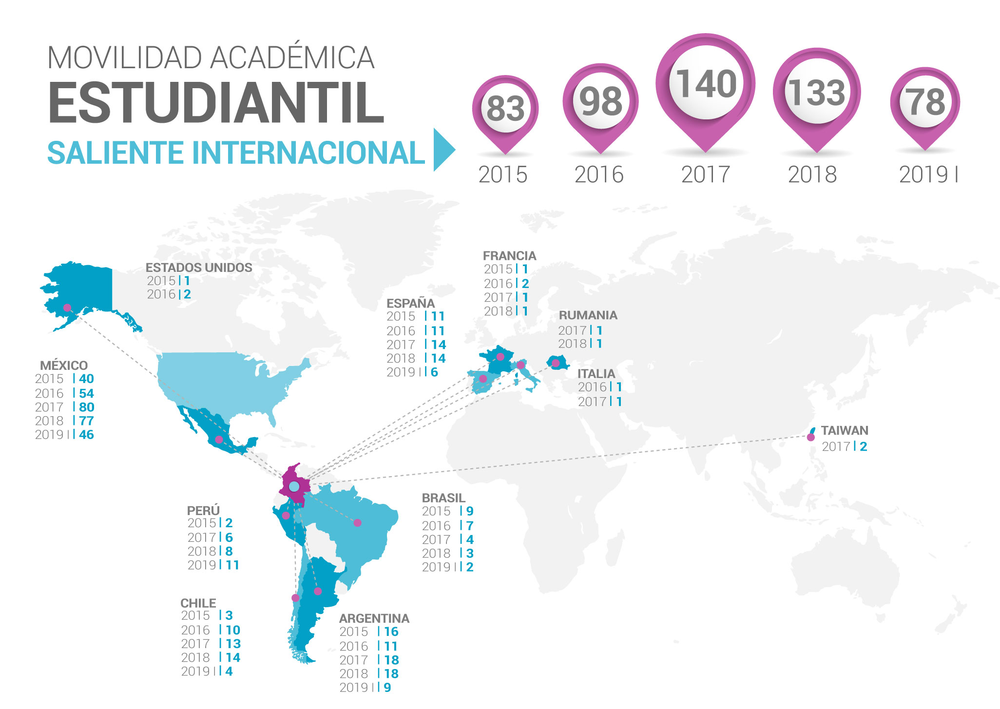 MOVILIDAD ACADÉMICA
ESTUDIANTIL
SALIENTE INTERNACIONAL
83
98
140
133
78
2015
2016
2017
2018
2019 I
ESTADOS UNIDOS
2015 | 1
2016 | 2
MÉXICO
2015 | 40
2016 | 54
2017 | 80
2018 | 77
2019 I | 46
ESPAÑA
2015 | 11
2016 | 11
2017 | 14
2018 | 14
2019 I | 6
FRANCIA
2015 | 1
2016 | 2
2017 | 1
2018 | 1
RUMANIA
2017 | 1
2018 | 1
ITALIA
2016 | 1
2017 | 1
TAIWAN
2017 | 2
PERÚ
2015 | 2
2017 | 6
2018 | 8
2019 | 11
BRASIL
2015 | 9
2016 | 7
2017 | 4
2018 | 3
2019 I | 2
CHILE
2015 | 3
2016 | 10
2017 | 13
2018 | 14
2019 I | 4
ARGENTINA
2015 | 16
2016 | 11
2017 | 18
2018 | 18
2019 I | 9